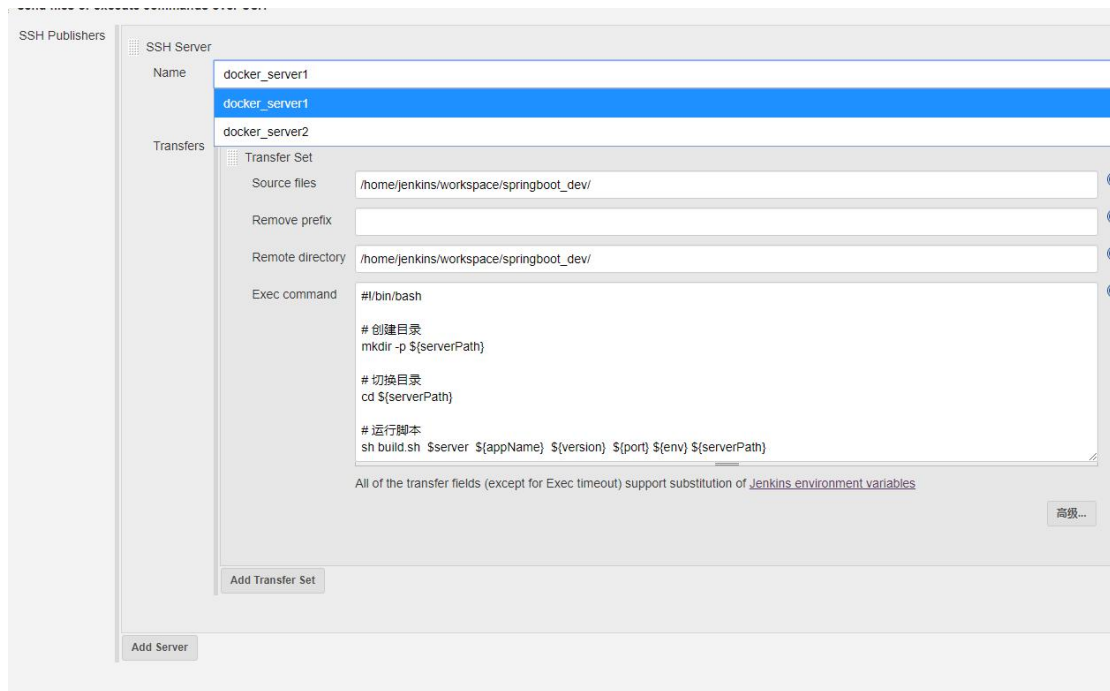 SSH Publishers
SSH Server
Name
docker_server1
docker_server1
docker_server2
Transfers
Transfer Set
Source files
/home/jenkins/workspace/springboot_dev/
Remove prefix
Remote directory
/home/jenkins/workspace/springboot_dev/
Exec command
#!/bin/bash
# 创建目录
mkdir -p ${serverPath}
# 切换目录
cd ${serverPath}
# 运行脚本
sh build.sh $server ${appName} ${version} ${port} ${env} ${serverPath}
All of the transfer fields (except for Exec timeout) support substitution of Jenkins environment variables
高级...
Add Transfer Set
Add Server